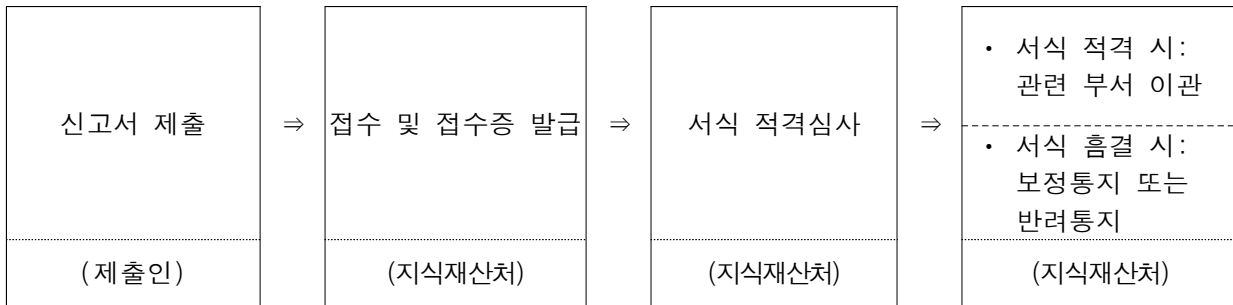 신고서 제출
(제출인)
⇒
접수 및 접수증 발급
(지식재산처)
⇒
서식 적격심사
(지식재산처)
⇒
• 서식 적격 시:
관련 부서 이관
• 서식 흠결 시:
보정통지 또는
반려통지
(지식재산처)